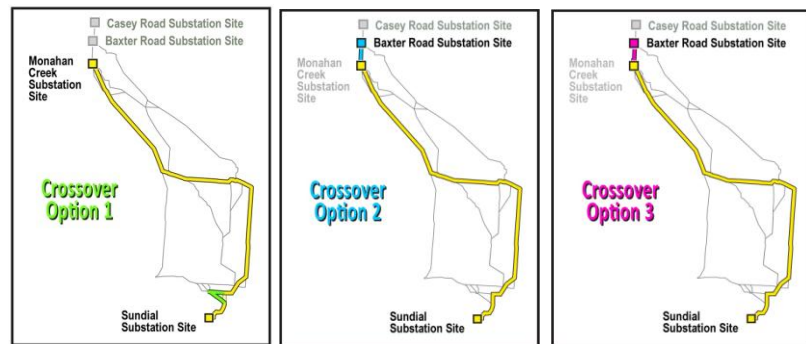 Casey Road Substation Site
Baxter Road Substation Site
Monahan
Creek
Substation
Site
Crossover
Option 1
Sundial
Substation Site
Casey Road Substation Site
Baxter Road Substation Site
Monahan
Creek
Substation
Site
Crossover
Option 2
Sundial
Substation Site
Casey Road Substation Site
Baxter Road Substation Site
Monahan
Creek
Substation
Site
Crossover
Option 3
Sundial
Substation Site